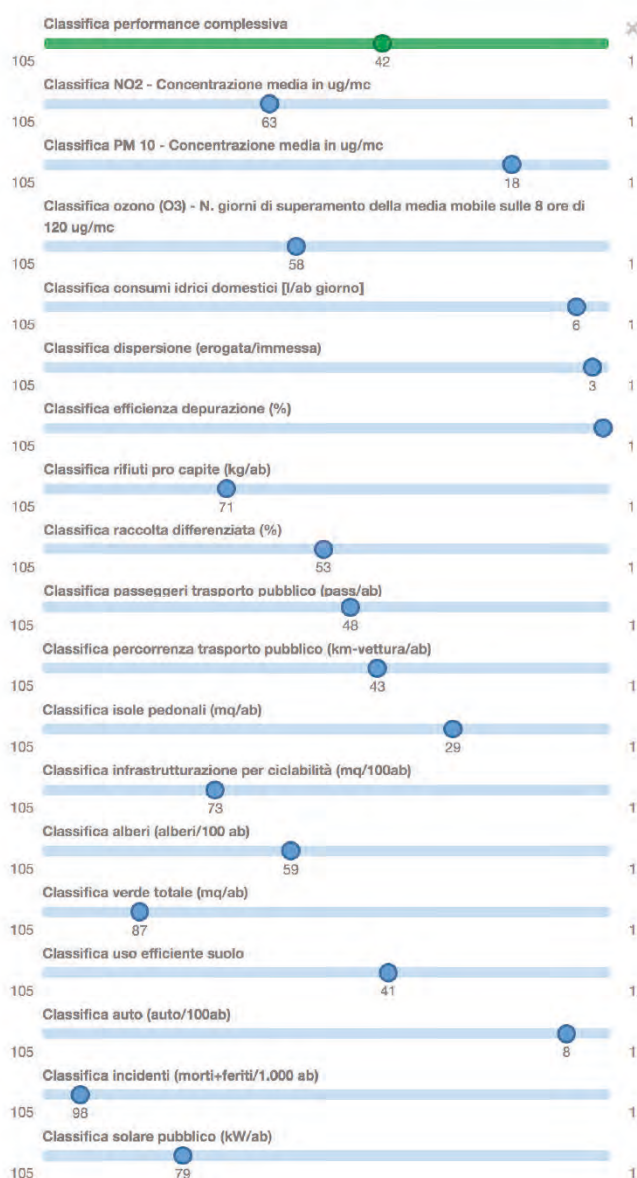 Classifica performance complessiva
105 42 1
Classifica NO2 - Concentrazione media in ug/mc
105 63 1
Classifica PM 10 - Concentrazione media in ug/mc
105 18 1
Classifica ozono (O3) - N. giorni di superamento della media mobile sulle 8 ore di
120 ug/mc
105 58 1
Classifica consumi idrici domestici [l/ab giorno]
105 6 1
Classifica dispersione (erogata/immessa)
105 3 1
Classifica efficienza depurazione (%)
105 1
Classifica rifiuti pro capite (kg/ab)
105 71 1
Classifica raccolta differenziata (%)
105 53 1
Classifica passeggeri trasporto pubblico (pass/ab)
105 48 1
Classifica percorrenza trasporto pubblico (km-vettura/ab)
105 43 1
Classifica isole pedonali (mq/ab)
105 29 1
Classifica infrastrutturazione per ciclabilità (mq/100ab)
105 73 1
Classifica alberi (alberi/100 ab)
105 59 1
Classifica verde totale (mq/ab)
105 87 1
Classifica uso efficiente suolo
105 41 1
Classifica auto (auto/100ab)
105 8 1
Classifica incidenti (morti+feriti/1.000 ab)
105 98 1
Classifica solare pubblico (kW/ab)
105 79 1